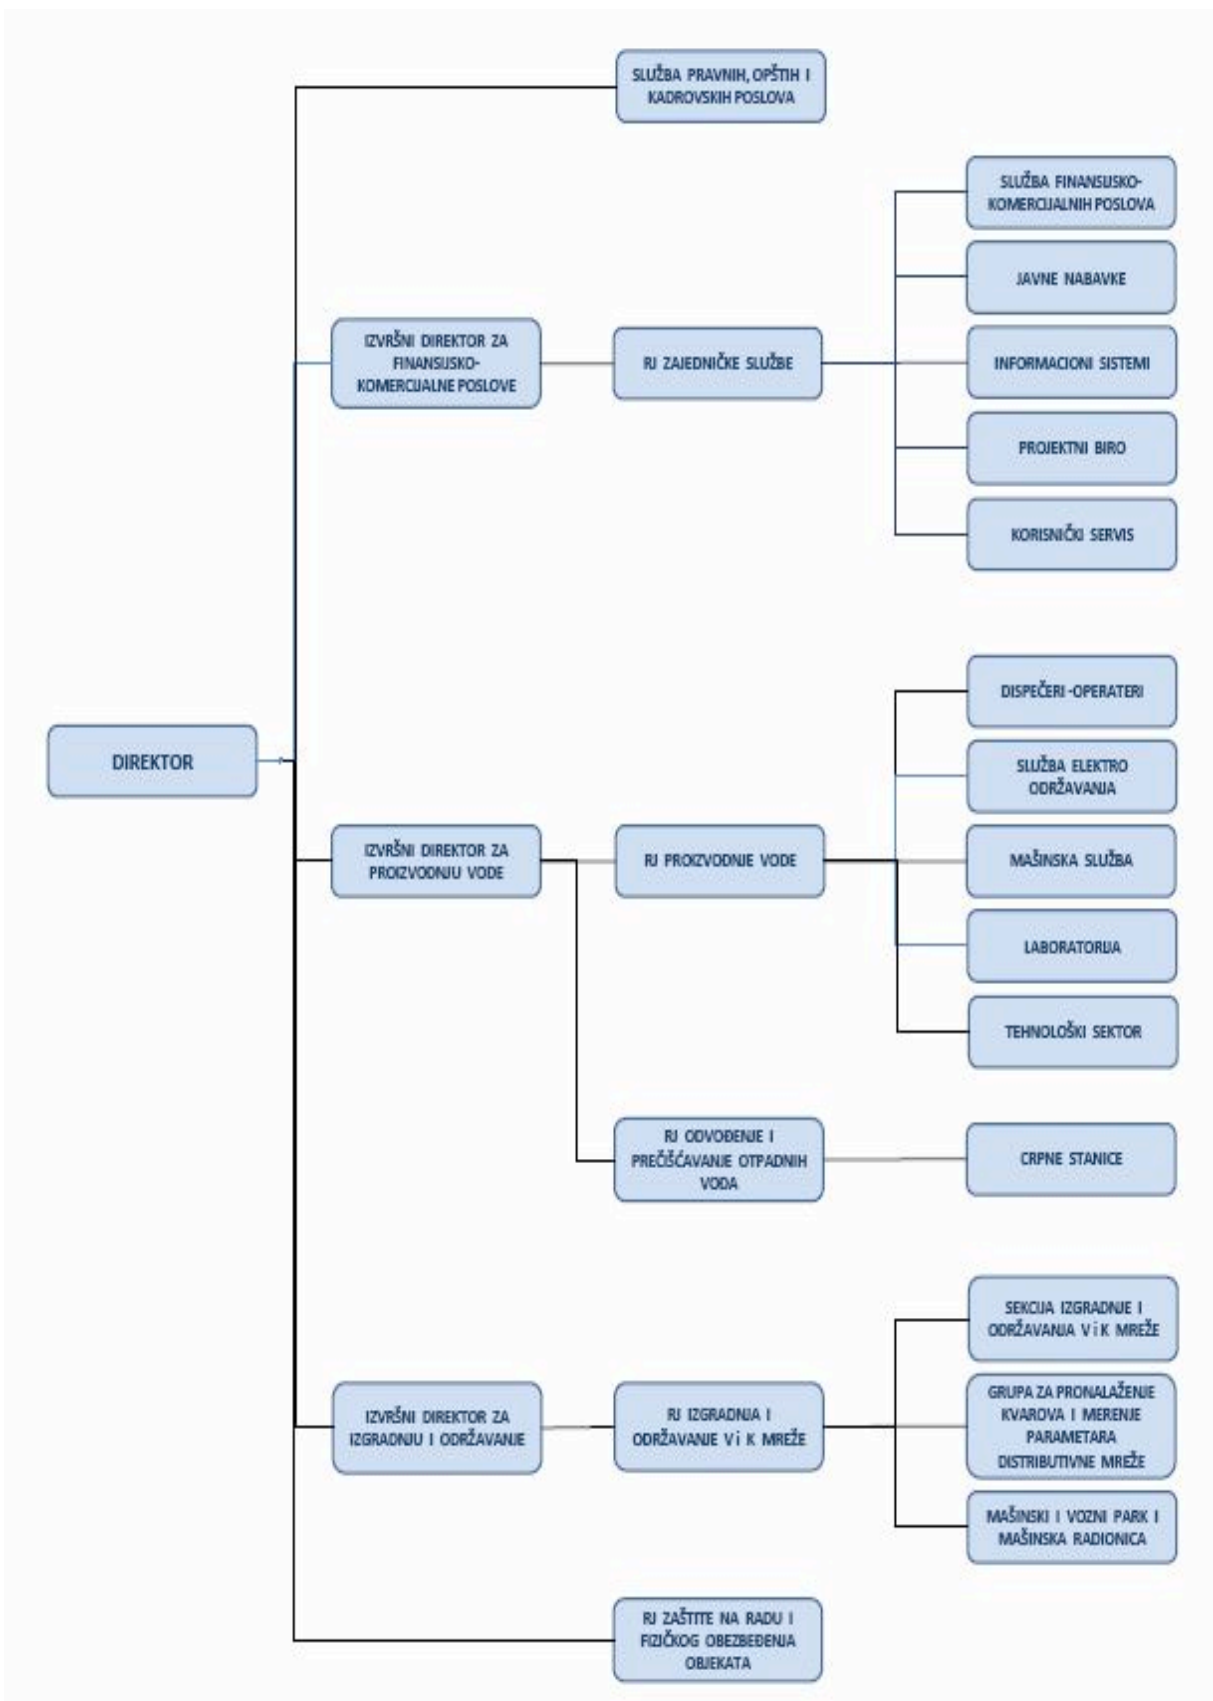 SLUŽBA PRAVNIH, OPŠTIH I
KADROVSKIH POSLOVA
SLUŽBA FINANSIJSKO-
KOMERCIJALNIH POSLOVA
JAVNE NABAVKE
IZVRŠNI DIREKTOR ZA
FINANSIJSKO-
KOMERCIJALNE POSLOVE
RJ ZAJEDNIČKE SLUŽBE
INFORMACIONI SISTEMI
PROJEKTNI BIRO
KORISNIČKI SERVIS
DISPEČERI-OPERATERI
DIREKTOR
SLUŽBA ELEKTRO
ODRŽAVANJA
IZVRŠNI DIREKTOR ZA
PROIZVODNJU VODE
RJ PROIZVODNJE VODE
MAŠINSKA SLUŽBA
LABORATORIJA
TEHNOLOŠKI SEKTOR
RJ ODVOĐENJE I
PREČIŠĆAVANJE OTPADNIH
VODA
CRPNE STANICE
SEKCIJA IZGRADNJE I
ODRŽAVANJA V i K MREŽE
IZVRŠNI DIREKTOR ZA
IZGRADNJU I ODRŽAVANJE
RJ IZGRADNJA I
ODRŽAVANJE V i K MREŽE
GRUPA ZA PRONALAŽENJE
KVAROVA I MERENJE
PARAMETARA
DISTRIBUTIVNE MREŽE
MAŠINSKI I VOZNI PARK I
MAŠINSKA RADIONICA
RJ ZAŠTITE NA RADU I
FIZIČKOG OBEZBEĐENJA
OBJEKATA